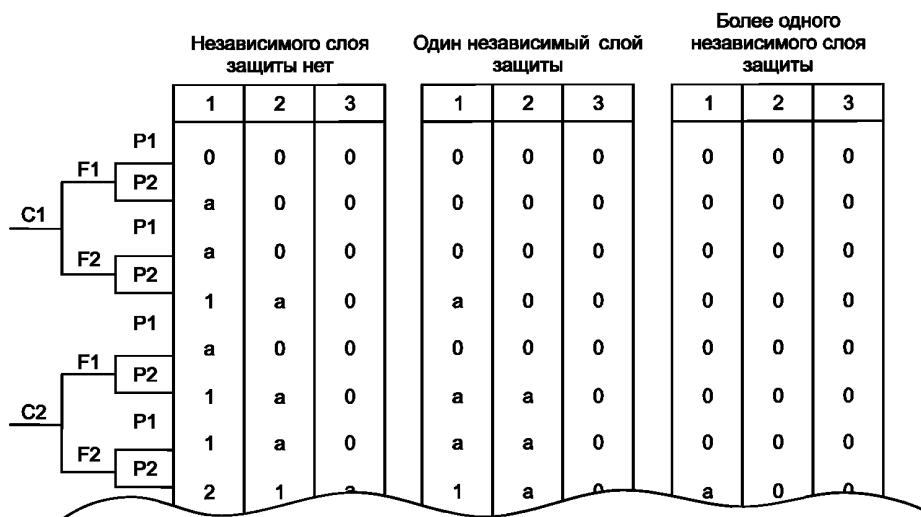 Независимого слоя защиты нет
Один независимый слой защиты
Более одного независимого слоя защиты
1 2 3 1 2 3 1 2 3
P1
0 0 0 0 0 0 0 0 0
F1 P2
a 0 0 0 0 0 0 0 0
C1 P1
a 0 0 0 0 0 0 0 0
F2 P2
1 a 0 a 0 0 0 0 0
P1
a 0 0 0 0 0 0 0 0
F1 P2
1 a 0 a a 0 0 0 0
C2 P1
1 a 0 a a 0 0 0 0
F2 P2
2 1 a 1 a 0 a 0 0